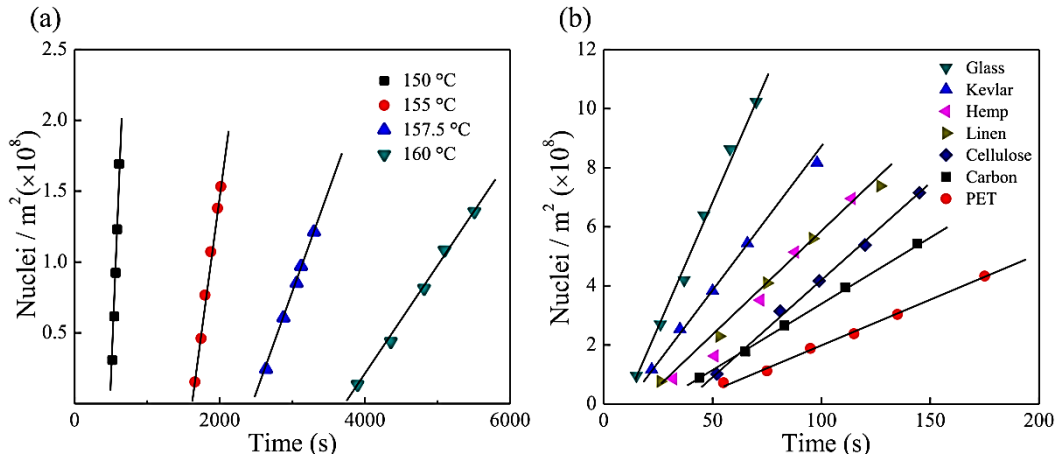 (a)
Nuclei / m² (×10⁸)
2.5
2.0
1.5
1.0
0.5
0
2000
4000
6000
Time (s)
150 °C
155 °C
157.5 °C
160 °C
(b)
Nuclei / m² (×10⁸)
12
10
8
6
4
2
0
0
50
100
150
200
Time (s)
Glass
Kevlar
Hemp
Linen
Cellulose
Carbon
PET